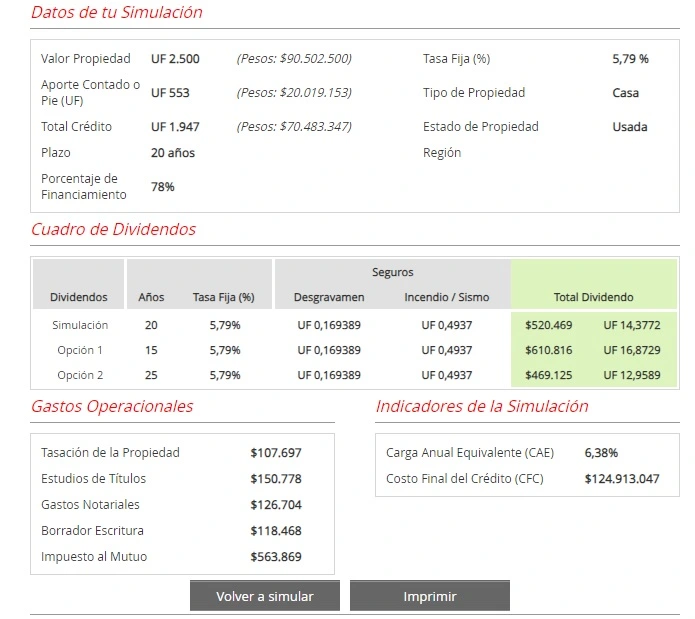 Datos de tu Simulación
Valor Propiedad UF 2.500 (Pesos: $90.502.500) Tasa Fija (%) 5,79 %
Aporte Contado o
Pie (UF) UF 553 (Pesos: $20.019.153) Tipo de Propiedad Casa
Total Crédito UF 1.947 (Pesos: $70.483.347) Estado de Propiedad Usada
Plazo 20 años Región
Porcentaje de
Financiamiento 78%
Cuadro de Dividendos
Seguros
Dividendos Años Tasa Fija (%) Desgravamen Incendio / Sismo Total Dividendo
Simulación 20 5,79% UF 0,169389 UF 0,4937 $520.469 UF 14,3772
Opción 1 15 5,79% UF 0,169389 UF 0,4937 $610.816 UF 16,8729
Opción 2 25 5,79% UF 0,169389 UF 0,4937 $469.125 UF 12,9589
Gastos Operacionales
Tasación de la Propiedad $107.697
Estudios de Títulos $150.778
Gastos Notariales $126.704
Borrador Escritura $118.468
Impuesto al Mutuo $563.869
Indicadores de la Simulación
Carga Anual Equivalente (CAE) 6,38%
Costo Final del Crédito (CFC) $124.913.047
Volver a simular Imprimir